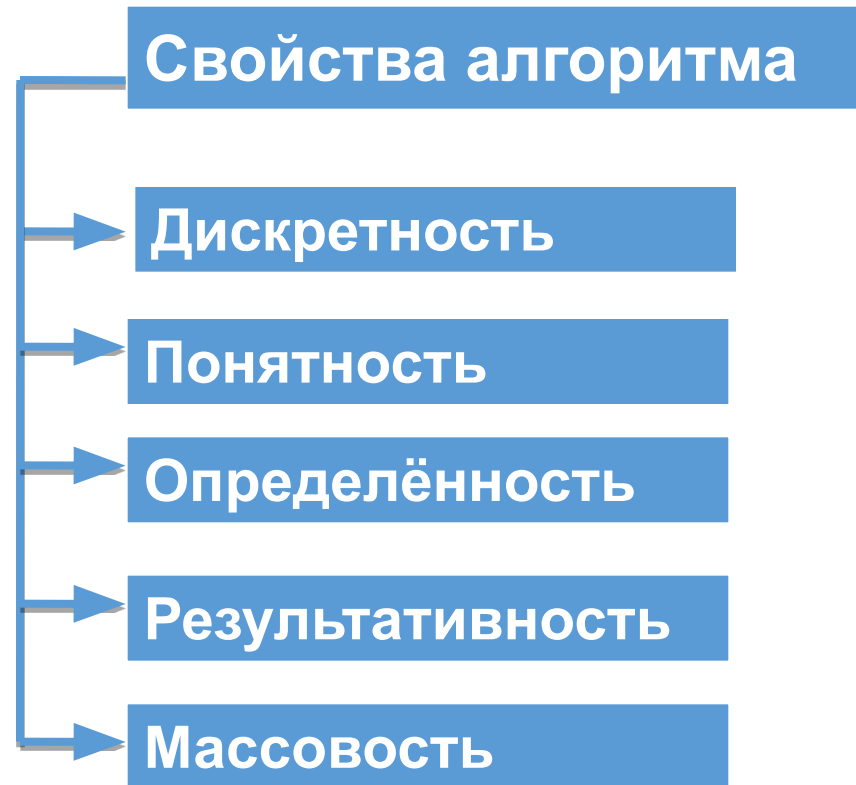 Свойства алгоритма
Дискретность
Понятность
Определённость
Результативность
Массовость